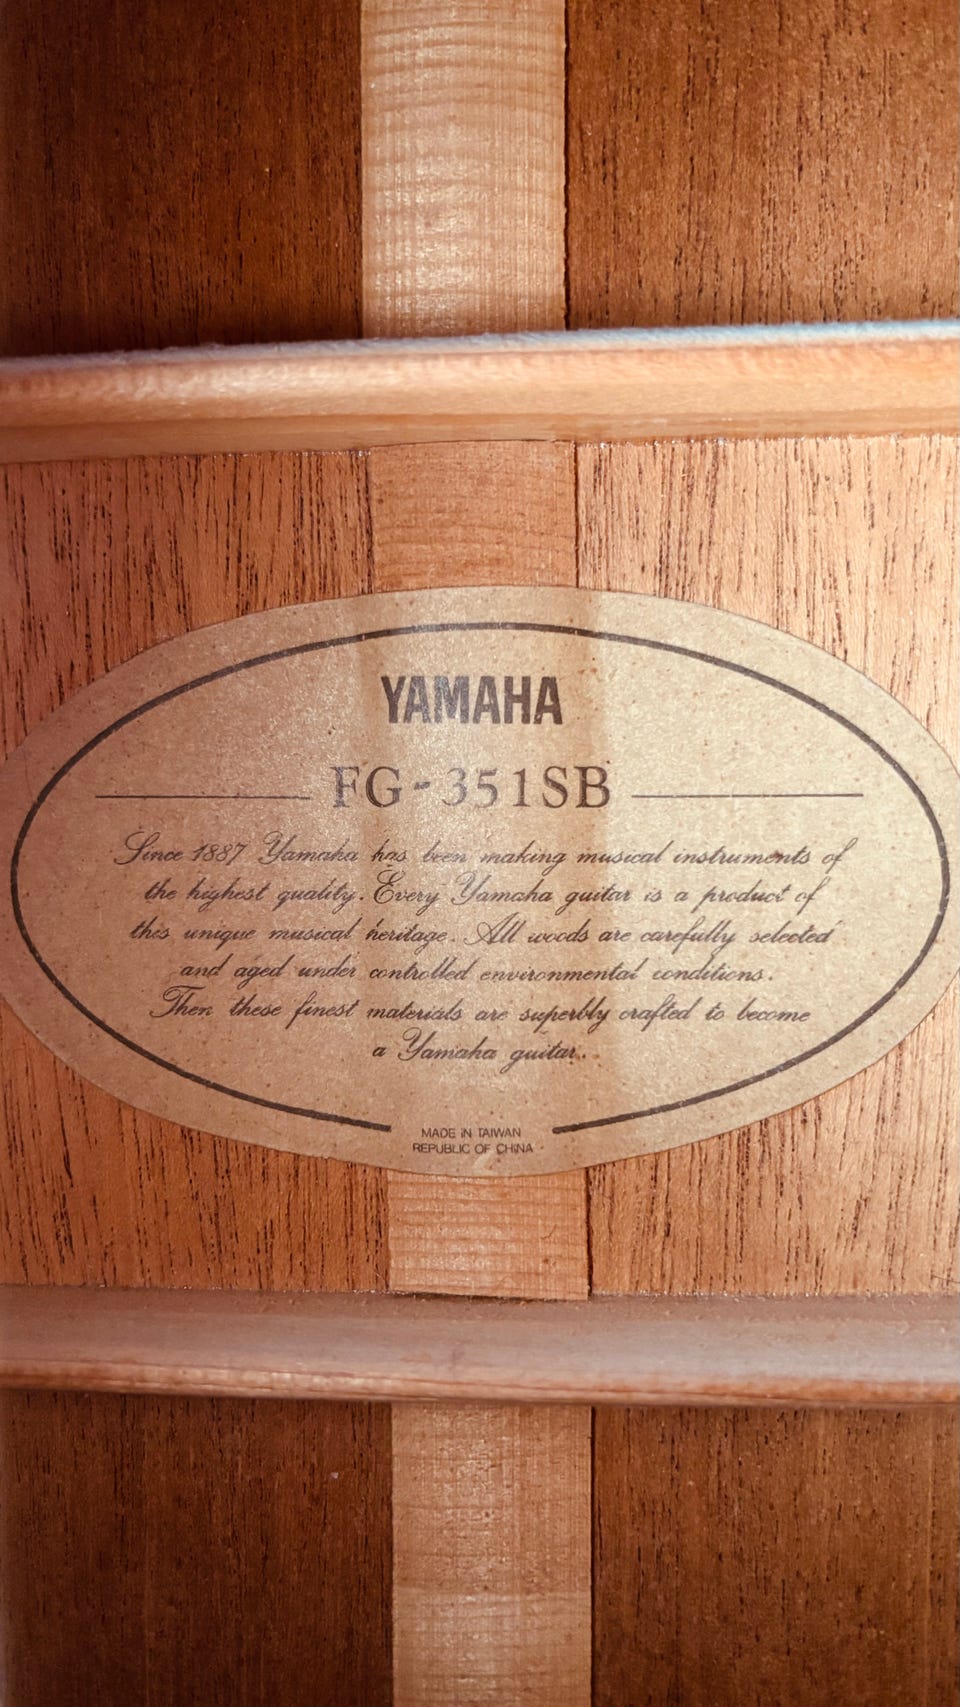 YAMAHA
FG-351SB
Since 1887 Yamaha has been making musical instruments of
the highest quality. Every Yamaha guitar is a product of
this unique musical heritage. All woods are carefully selected
and aged under controlled environmental conditions.
Then these finest materials are superbly crafted to become
a Yamaha guitar.
MADE IN TAIWAN
REPUBLIC OF CHINA